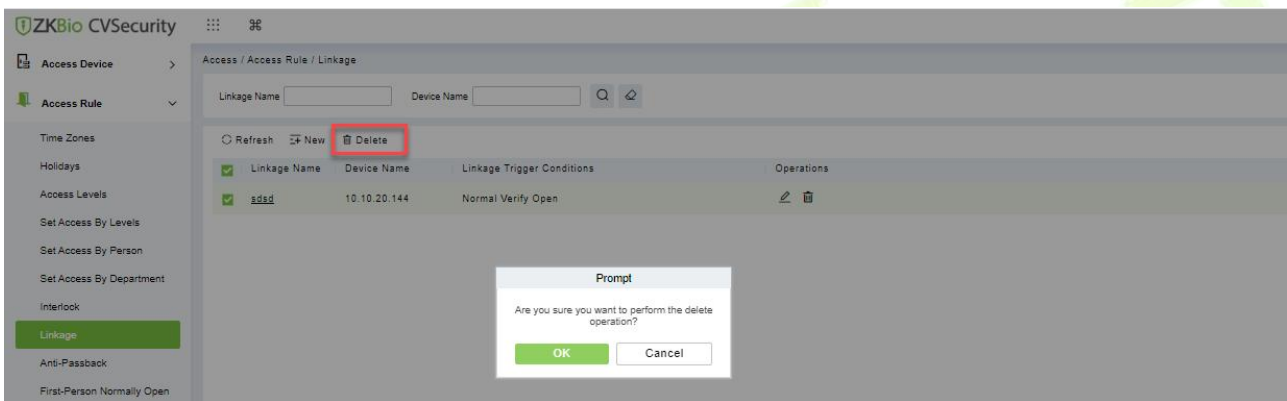 ZKBio CVSecurity
Access Device
Access Rule
Time Zones
Holidays
Access Levels
Set Access By Levels
Set Access By Person
Set Access By Department
Interlock
Linkage
Anti-Passback
First-Person Normally Open
Access / Access Rule / Linkage
Linkage Name Device Name
Refresh New Delete
Linkage Name Device Name Linkage Trigger Conditions Operations
sdsd 10.10.20.144 Normal Verify Open
Prompt
Are you sure you want to perform the delete
operation?
OK Cancel